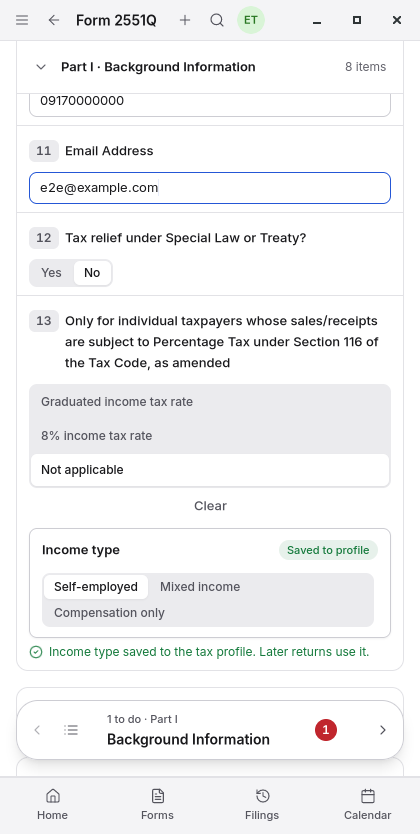 Form 2551Q
ET
Part I · Background Information
8 items
09170000000
11 Email Address
e2e@example.com
12 Tax relief under Special Law or Treaty?
Yes No
13 Only for individual taxpayers whose sales/receipts
are subject to Percentage Tax under Section 116 of
the Tax Code, as amended
Graduated income tax rate
8% income tax rate
Not applicable
Clear
Income type
Saved to profile
Self-employed Mixed income
Compensation only
Income type saved to the tax profile. Later returns use it.
1 to do · Part I
Background Information
1
Home Forms Filings Calendar